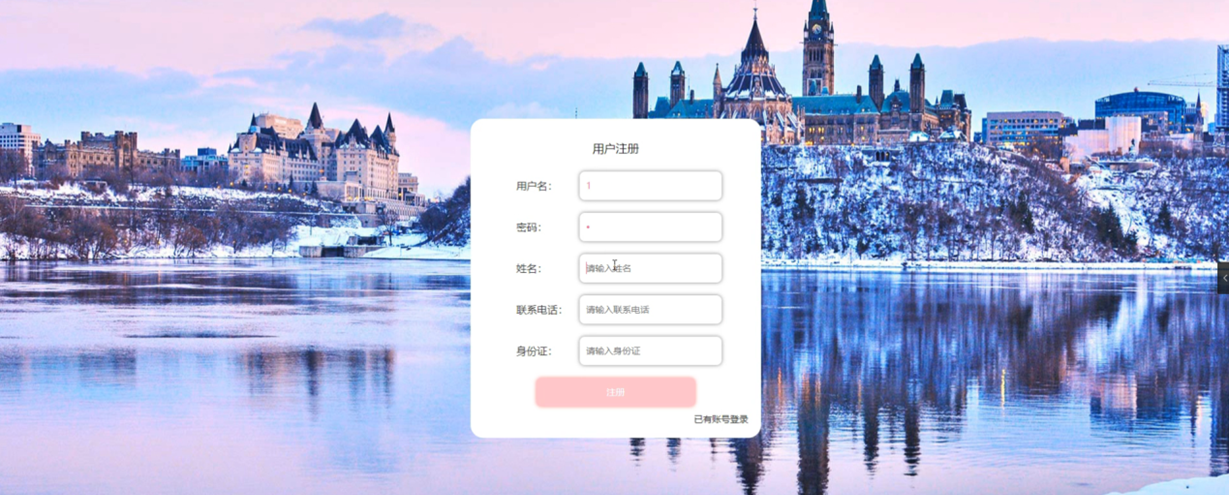 用户注册
用户名： 1
密码： •
姓名： 请输入姓名
联系电话： 请输入联系电话
身份证： 请输入身份证
注册
已有账号登录